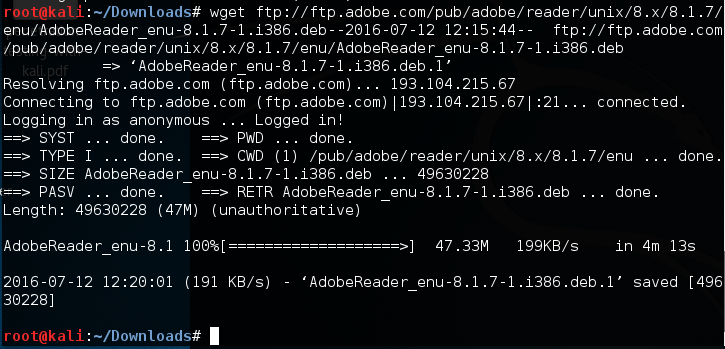 root@kali:~/Downloads# wget ftp://ftp.adobe.com/pub/adobe/reader/unix/8.x/8.1.7/
enu/AdobeReader_enu-8.1.7-1.i386.deb--2016-07-12 12:15:44--  ftp://ftp.adobe.com
/pub/adobe/reader/unix/8.x/8.1.7/enu/AdobeReader_enu-8.1.7-1.i386.deb
           => ‘AdobeReader_enu-8.1.7-1.i386.deb.1’
kali.pdf
Resolving ftp.adobe.com (ftp.adobe.com)... 193.104.215.67
Connecting to ftp.adobe.com (ftp.adobe.com)|193.104.215.67|:21... connected.
Logging in as anonymous ... Logged in!
==> SYST ... done.    ==> PWD ... done.
==> TYPE I ... done.  ==> CWD (1) /pub/adobe/reader/unix/8.x/8.1.7/enu ... done.
==> SIZE AdobeReader_enu-8.1.7-1.i386.deb ... 49630228
==> PASV ... done.    ==> RETR AdobeReader_enu-8.1.7-1.i386.deb ... done.
Length: 49630228 (47M) (unauthoritative)
AdobeReader_enu-8.1 100%[===================>]  47.33M   199KB/s    in 4m 13s
2016-07-12 12:20:01 (191 KB/s) - ‘AdobeReader_enu-8.1.7-1.i386.deb.1’ saved [496
30228]
root@kali:~/Downloads#